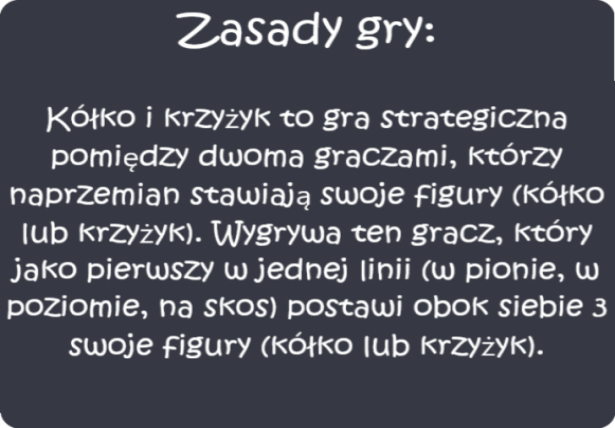 Zasady gry:
Kółko i krzyżyk to gra strategiczna
pomiędzy dwoma graczami, którzy
naprzemian stawiają swoje figury (kółko
lub krzyżyk). Wygrywa ten gracz, który
jako pierwszy w jednej linii (w pionie, w
poziomie, na skos) postawi obok siebie 3
swoje figury (kółko lub krzyżyk).